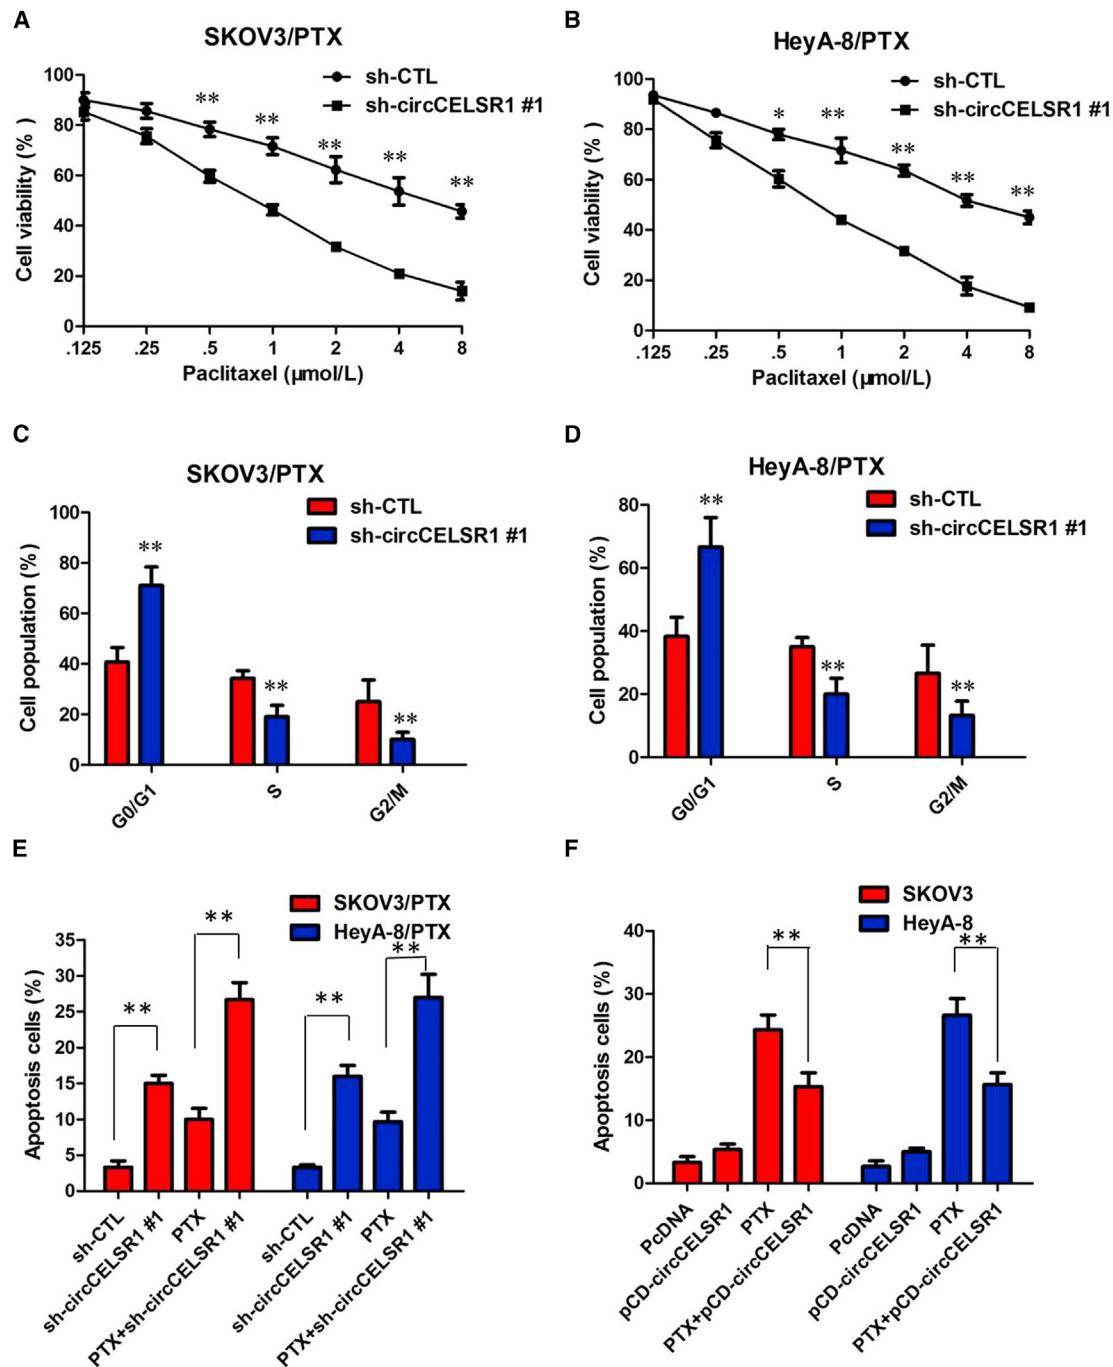 A
SKOV3/PTX
sh-CTL
sh-circCELSR1 #1
Cell viability (% )
100
80
60
40
20
0
** ** ** ** **
.125 .25 .5 1 2 4 8
Paclitaxel (µmol/L)
B
HeyA-8/PTX
sh-CTL
sh-circCELSR1 #1
Cell viability (% )
100
80
60
40
20
0
* ** ** ** **
.125 .25 .5 1 2 4 8
Paclitaxel (µmol/L)
C
SKOV3/PTX
sh-CTL
sh-circCELSR1 #1
Cell population (% )
100
80
60
40
20
0
** ** **
G0/G1 S G2/M
D
HeyA-8/PTX
sh-CTL
sh-circCELSR1 #1
Cell population (% )
80
60
40
20
0
** ** **
G0/G1 S G2/M
E
SKOV3/PTX
HeyA-8/PTX
Apoptosis cells (%)
35
30
25
20
15
10
5
0
** ** ** **
sh-CTL
sh-circCELSR1 #1
PTX
PTX+sh-circCELSR1 #1
sh-CTL
sh-circCELSR1 #1
PTX
PTX+sh-circCELSR1 #1
F
SKOV3
HeyA-8
Apoptosis cells (%)
40
30
20
10
0
** **
PcDNA
pCD-circCELSR1
PTX
PTX+pCD-circCELSR1
PcDNA
pCD-circCELSR1
PTX
PTX+pCD-circCELSR1